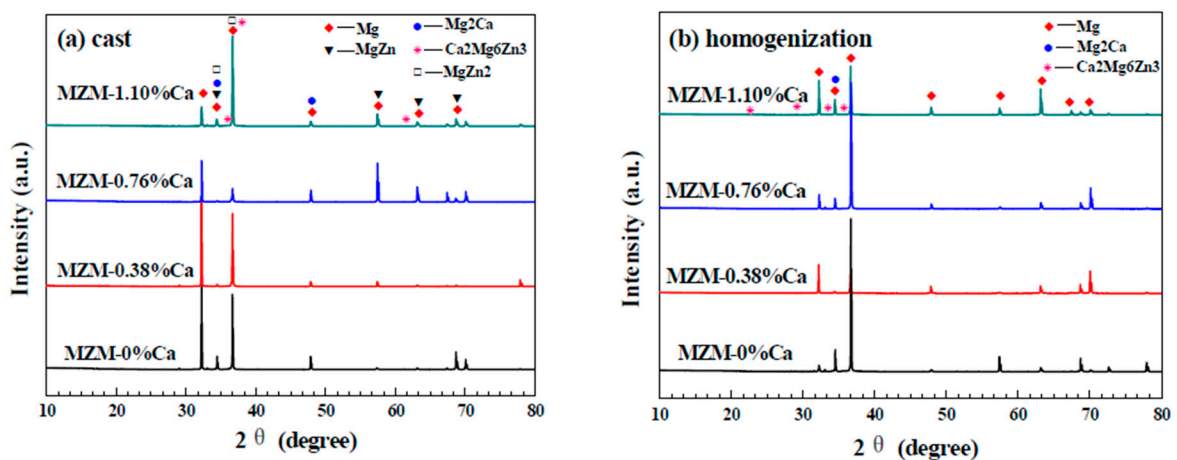 (a) cast
Mg
Mg2Ca
MgZn
Ca2Mg6Zn3
MgZn2
MZM-1.10%Ca
MZM-0.76%Ca
MZM-0.38%Ca
MZM-0%Ca
Intensity (a.u.)
10 20 30 40 50 60 70 80
2 θ (degree)
(b) homogenization
Mg
Mg2Ca
Ca2Mg6Zn3
MZM-1.10%Ca
MZM-0.76%Ca
MZM-0.38%Ca
MZM-0%Ca
Intensity (a.u.)
10 20 30 40 50 60 70 80
2 θ (degree)